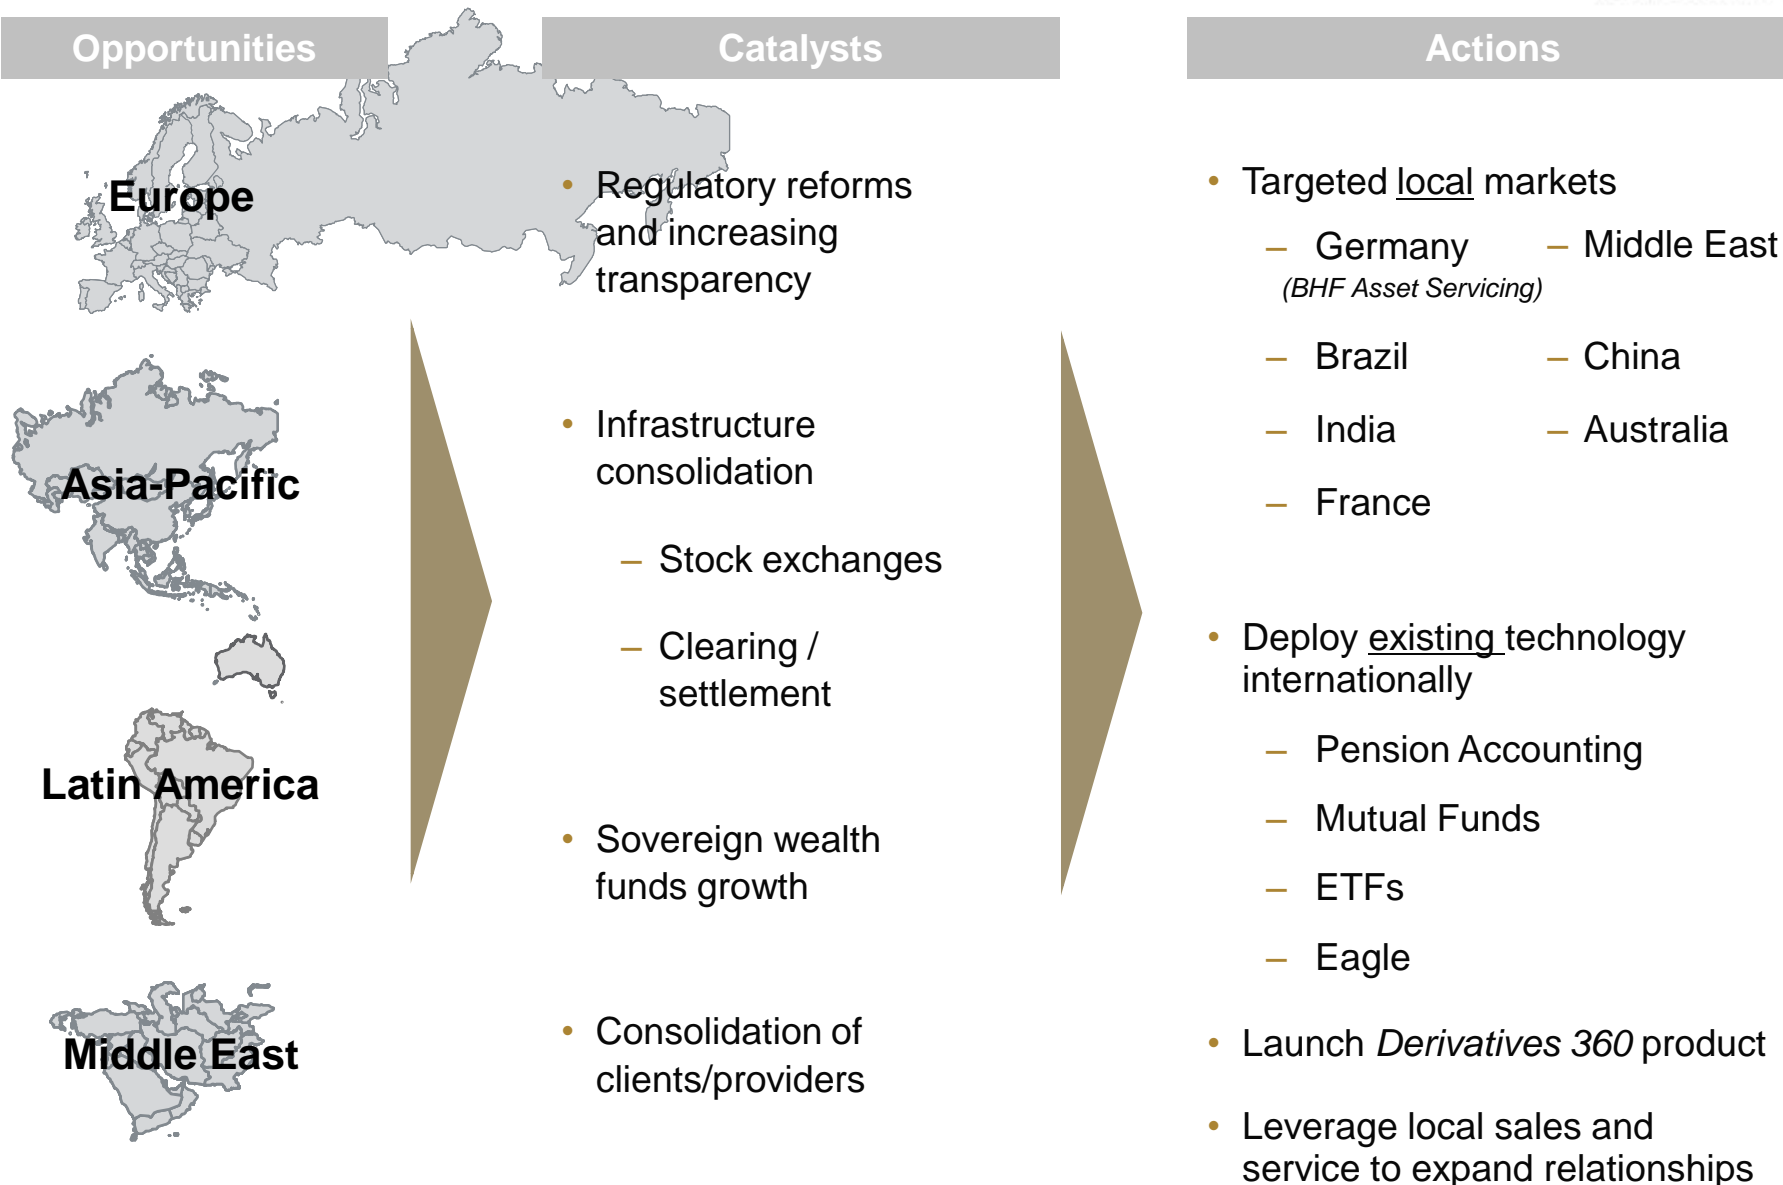 Opportunities
Europe
Asia-Pacific
Latin America
Middle East
Catalysts
• Regulatory reforms
and increasing
transparency
• Infrastructure
consolidation
– Stock exchanges
– Clearing /
settlement
• Sovereign wealth
funds growth
• Consolidation of
clients/providers
Actions
• Targeted local markets
– Germany – Middle East
(BHF Asset Servicing)
– Brazil – China
– India – Australia
– France
• Deploy existing technology
internationally
– Pension Accounting
– Mutual Funds
– ETFs
– Eagle
• Launch Derivatives 360 product
• Leverage local sales and
service to expand relationships